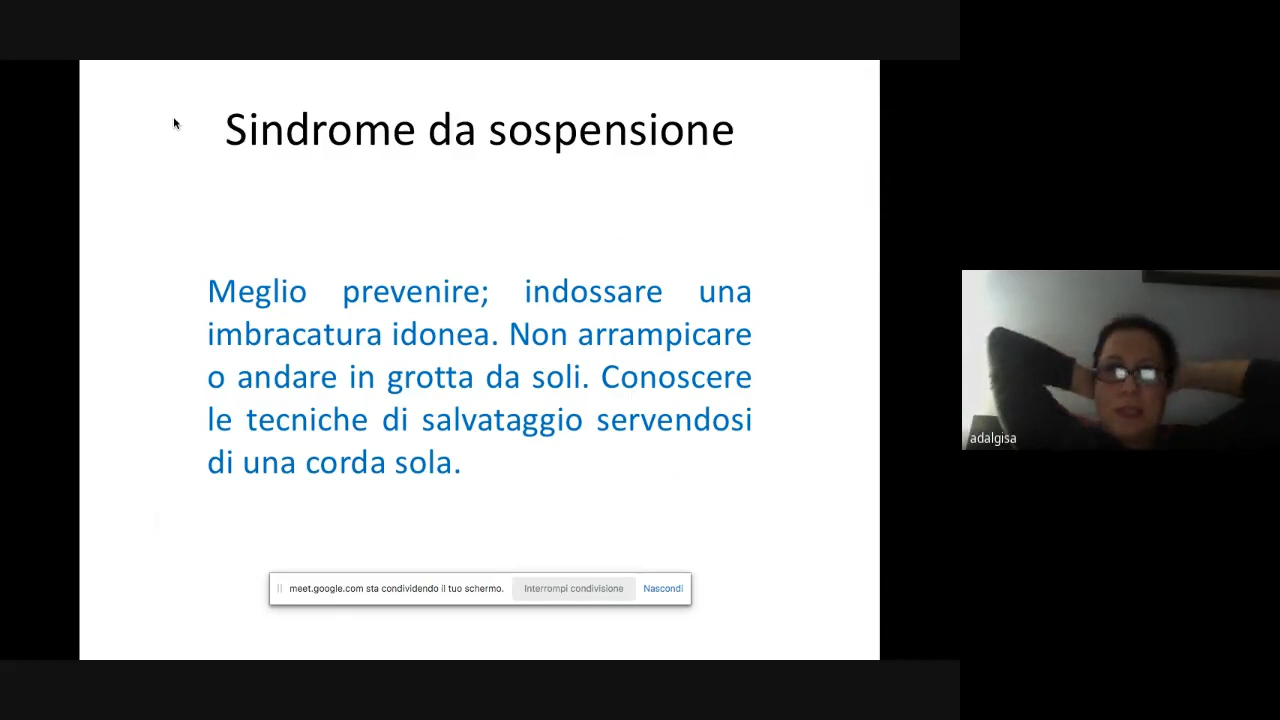 Sindrome da sospensione
Meglio prevenire; indossare una
imbracatura idonea. Non arrampicare
o andare in grotta da soli. Conoscere
le tecniche di salvataggio servendosi
di una corda sola.
adalgisa
meet.google.com sta condividendo il tuo schermo. Interrompi condivisione Nascondi